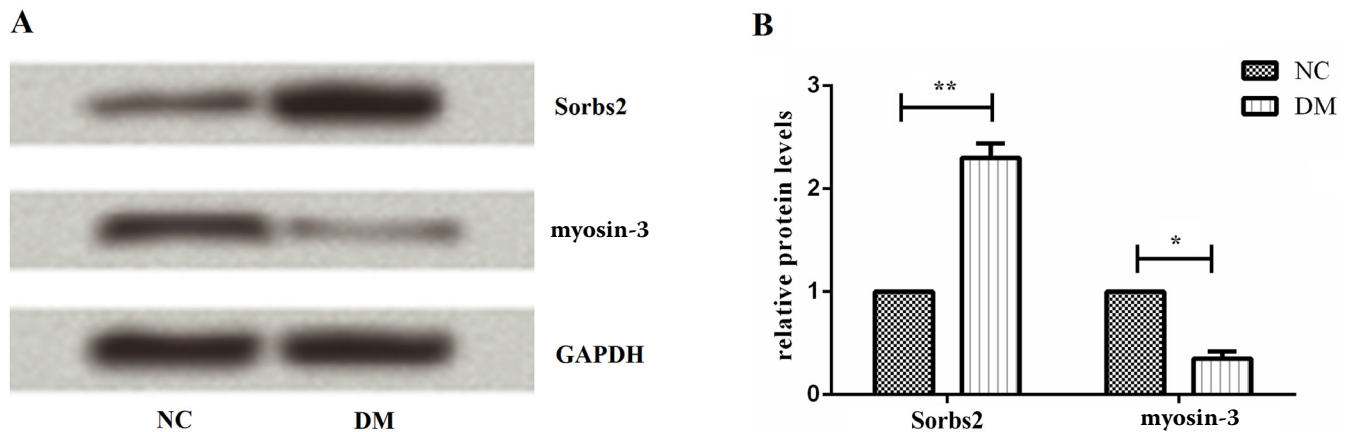 A
Sorbs2
myosin-3
GAPDH
NC
DM
B
NC
DM
relative protein levels
3
2
1
0
**
*
Sorbs2
myosin-3